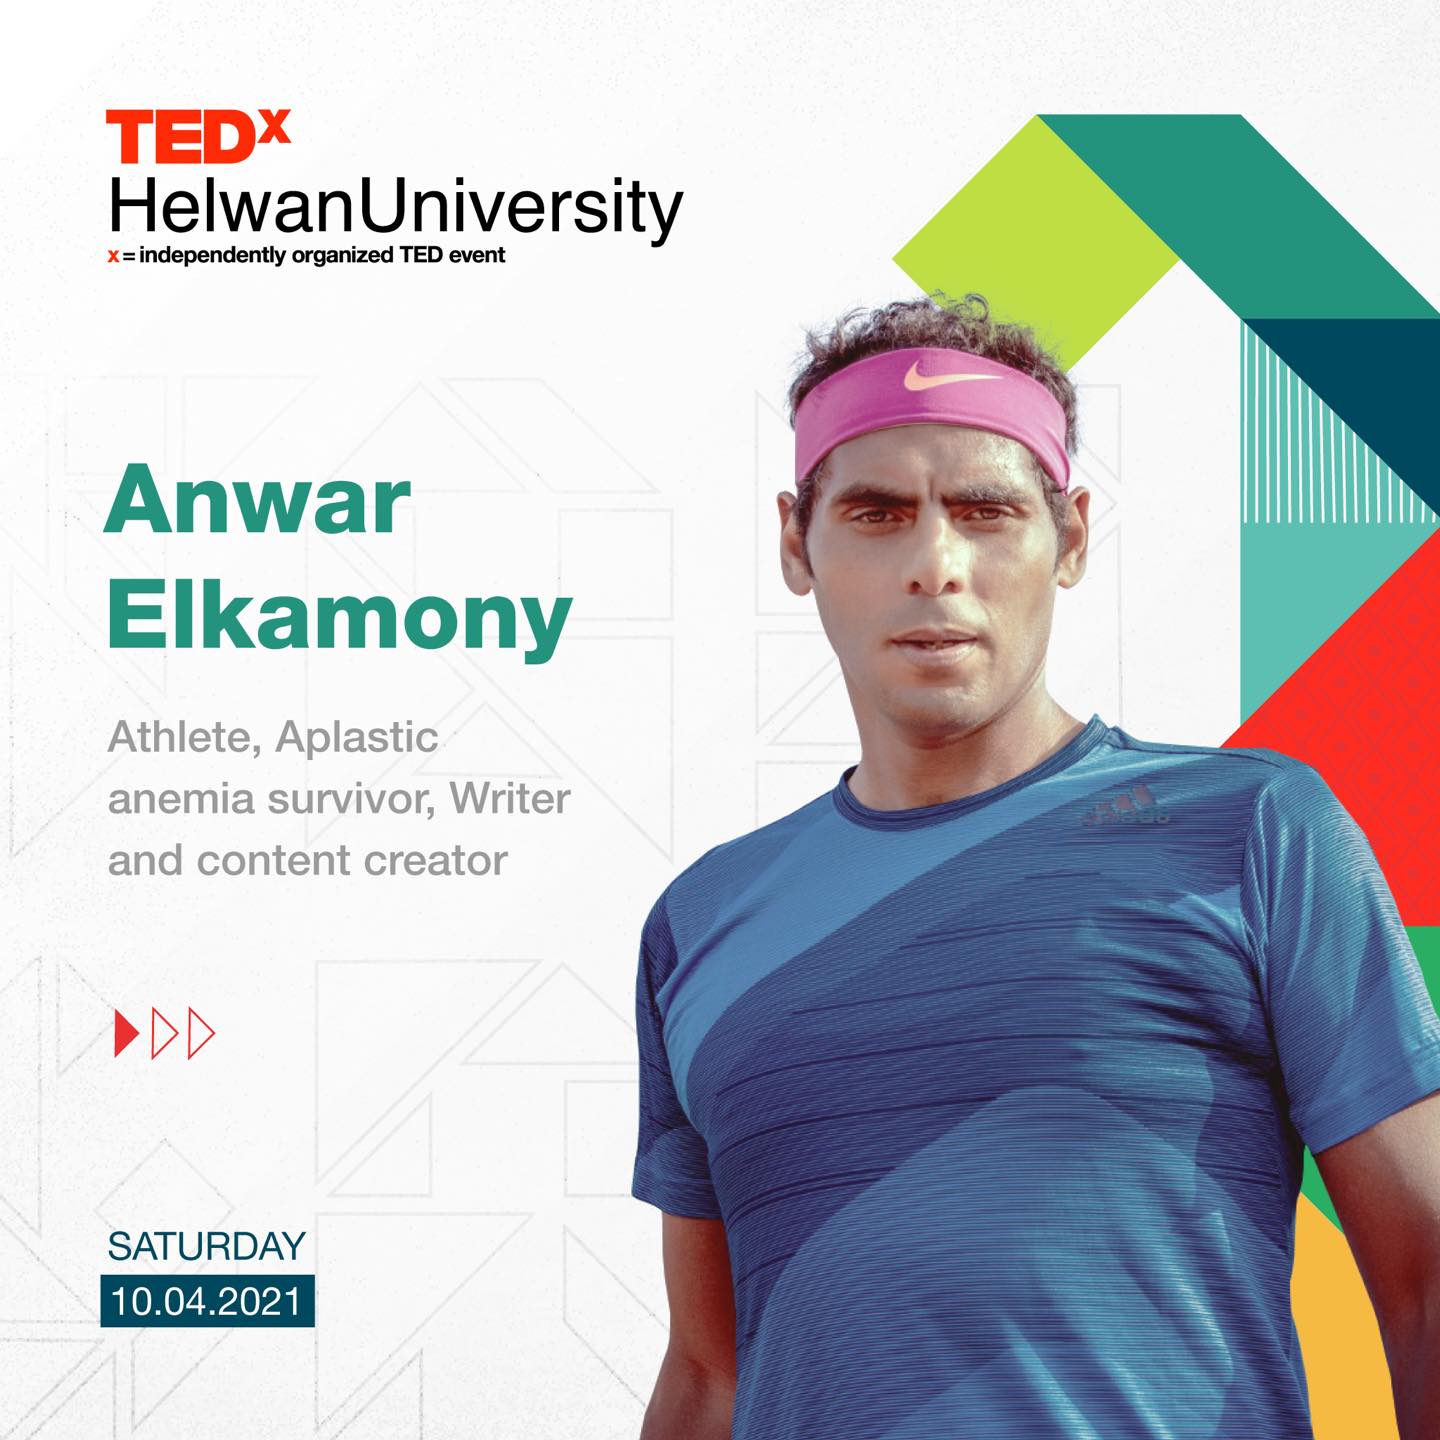 TEDx
HelwanUniversity
x = independently organized TED event
Anwar
Elkamony
Athlete, Aplastic
anemia survivor, Writer
and content creator
adidas
SATURDAY
10.04.2021